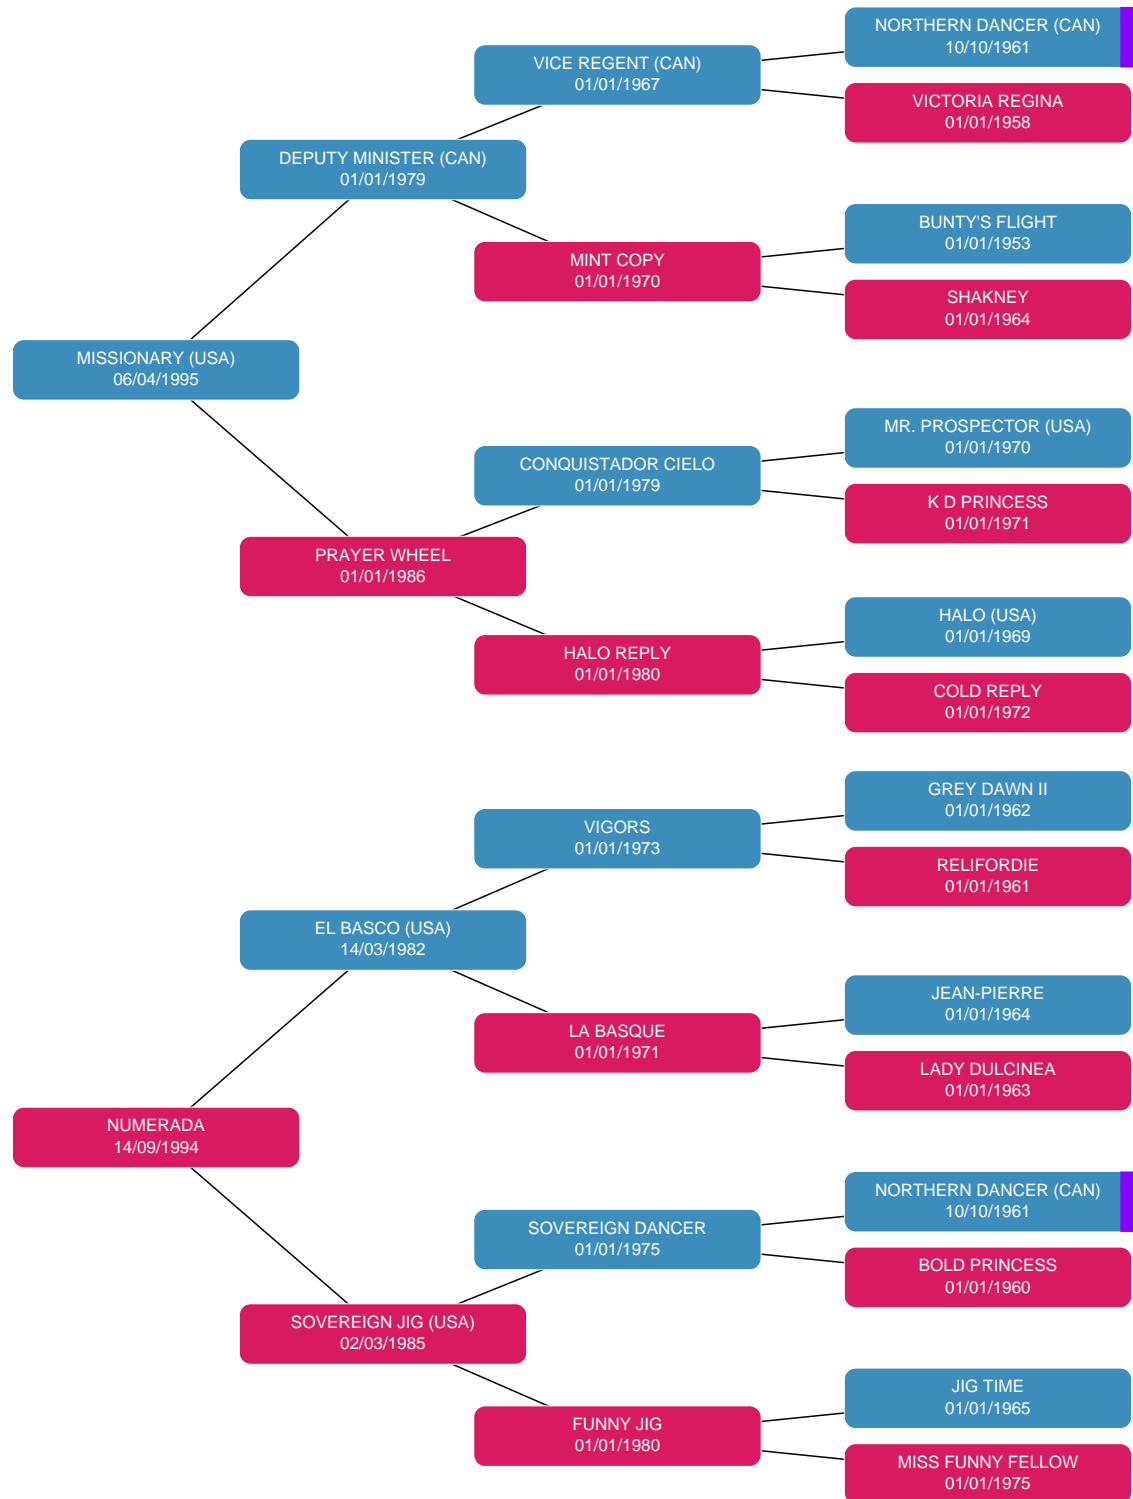 NORTHERN DANCER (CAN)
10/10/1961
VICE REGENT (CAN)
01/01/1967
VICTORIA REGINA
01/01/1958
DEPUTY MINISTER (CAN)
01/01/1979
BUNTY'S FLIGHT
01/01/1953
MINT COPY
01/01/1970
SHAKNEY
01/01/1964
MISSIONARY (USA)
06/04/1995
MR. PROSPECTOR (USA)
01/01/1970
CONQUISTADOR CIELO
01/01/1979
K D PRINCESS
01/01/1971
PRAYER WHEEL
01/01/1986
HALO (USA)
01/01/1969
HALO REPLY
01/01/1980
COLD REPLY
01/01/1972
GREY DAWN II
01/01/1962
VIGORS
01/01/1973
RELIFORDIE
01/01/1961
EL BASCO (USA)
14/03/1982
JEAN-PIERRE
01/01/1964
LA BASQUE
01/01/1971
LADY DULCINEA
01/01/1963
NUMERADA
14/09/1994
NORTHERN DANCER (CAN)
10/10/1961
SOVEREIGN DANCER
01/01/1975
BOLD PRINCESS
01/01/1960
SOVEREIGN JIG (USA)
02/03/1985
JIG TIME
01/01/1965
FUNNY JIG
01/01/1980
MISS FUNNY FELLOW
01/01/1975